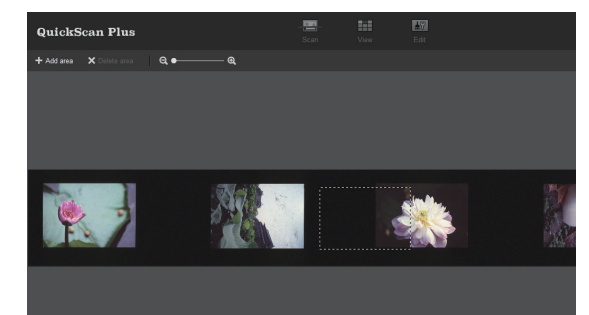 QuickScan Plus
Scan
View
Edit
Add area
Delete area